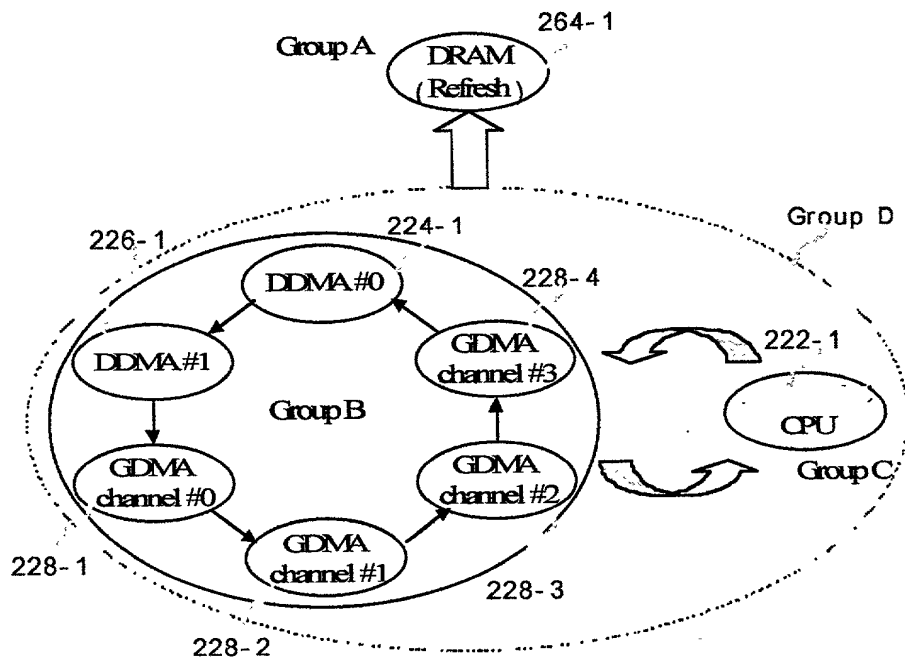 264-1
Group A
DRAM
(Refresh)
Group D
226-1
224-1
DDMA #0
228-4
DDMA #1
GDMA
channel #3
222-1
Group B
CPU
GDMA
channel #0
GDMA
channel #2
Group C
GDMA
channel #1
228-1
228-3
228-2